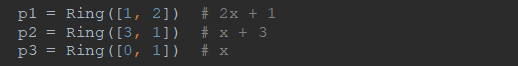 p1 = Ring([1, 2])  # 2x + 1
p2 = Ring([3, 1])  # x + 3
p3 = Ring([0, 1])  # x